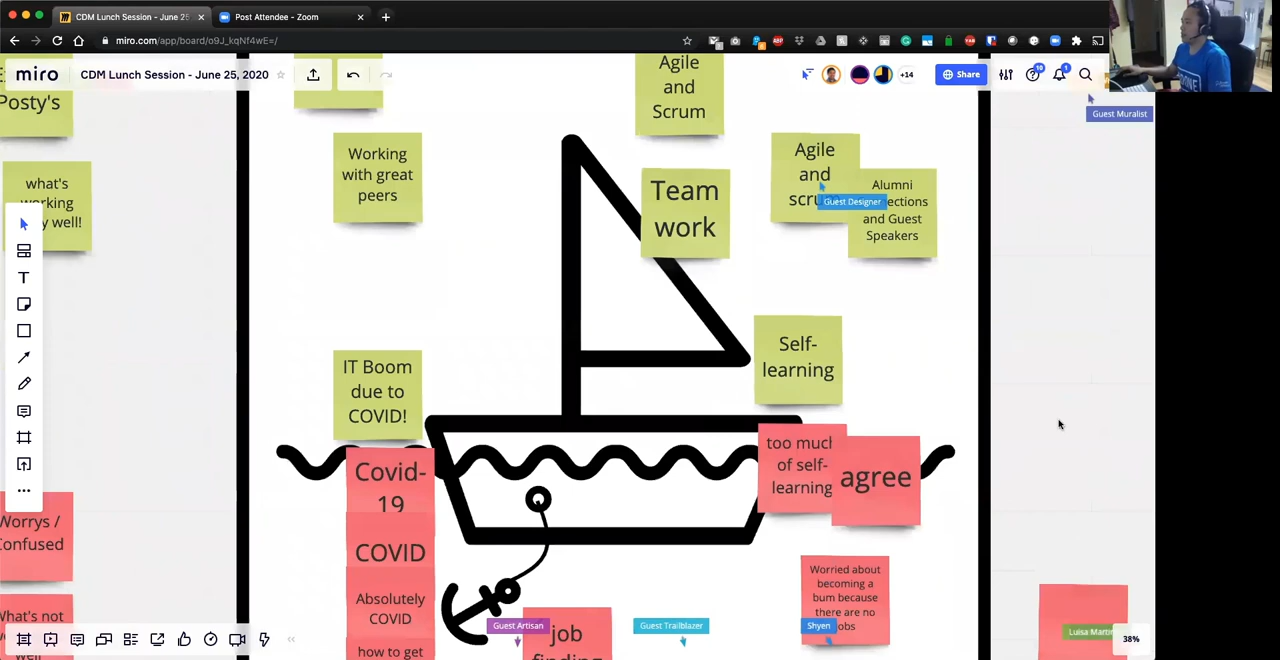 CDM Lunch Session - June 25
Post Attendee - Zoom
miro.com/app/board/o9J_kqNf4wE=/
miro
CDM Lunch Session - June 25, 2020
+14
Share
10
1
Guest Muralist
Posty's
what's
working
well!
Working
with great
peers
Agile
and
Scrum
Team
work
Agile
and
Guest Designer
Alumni
and Guest
Speakers
Self-
learning
IT Boom
due to
COVID!
Covid-
19
COVID
Absolutely
COVID
how to get
too much
of self-
learning
agree
Worrys /
Confused
What's not
well
Worried about
becoming a
bum because
there are no
jobs
Shyen
job
finding
Guest Artisan
Guest Trailblazer
38%